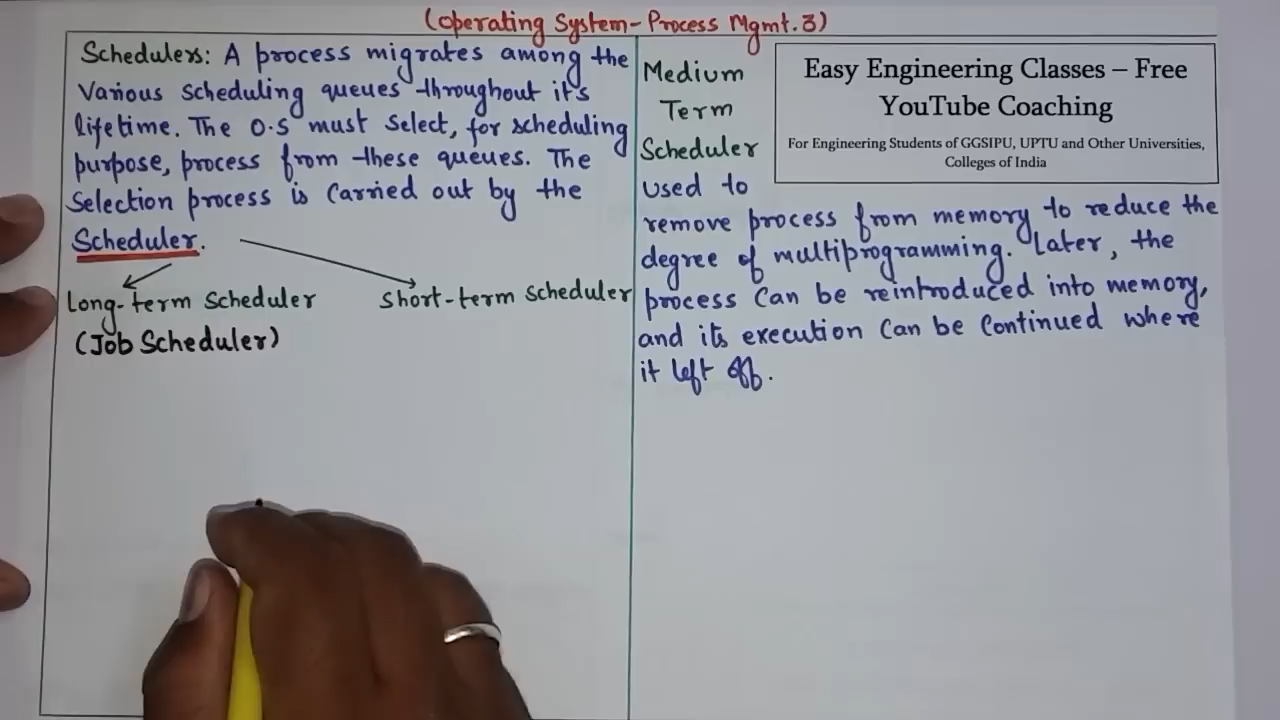 (Operating System- Process Mgmt. 3)
Schedulers: A process migrates among the
various scheduling queues throughout it's
lifetime. The O.S must select, for scheduling
purpose, process from these queues. The
Selection process is carried out by the
Scheduler.
Long-term Scheduler
(Job Scheduler)
Short-term Scheduler
Medium
Term
Scheduler
used to
remove process from memory to reduce the
degree of multiprogramming. Later, the
process can be reintroduced into memory,
and its execution can be continued where
it left off.
Easy Engineering Classes – Free
YouTube Coaching
For Engineering Students of GGSIPU, UPTU and Other Universities,
Colleges of India